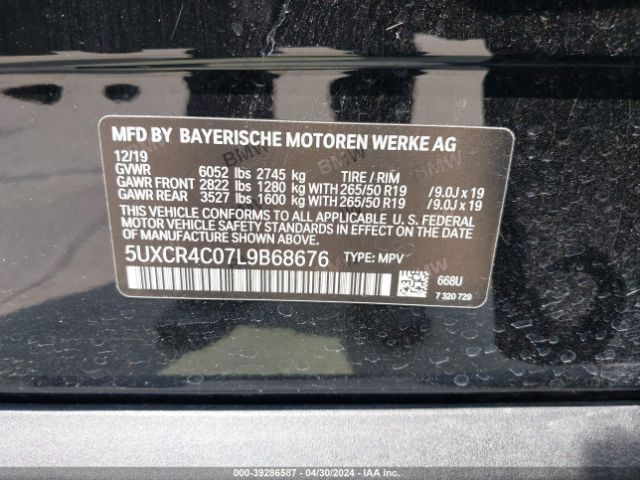 MFD BY BAYERISCHE MOTOREN WERKE AG
12/19
GVWR 6052 lbs 2745 kg TIRE / RIM
GAWR FRONT 2822 lbs 1280 kg WITH 265/50 R19 /9.0J x 19
GAWR REAR 3527 lbs 1600 kg WITH 265/50 R19 /9.0J x 19
THIS VEHICLE CONFORMS TO ALL APPLICABLE U. S. FEDERAL
MOTOR VEHICLE SAFETY STANDARDS IN EFFECT ON THE DATE
OF MANUFACTURE SHOWN ABOVE.
5UXCR4C07L9B68676 TYPE: MPV
668U
7 320 729
000-39286587 - 04/30/2024 - IAA Inc.